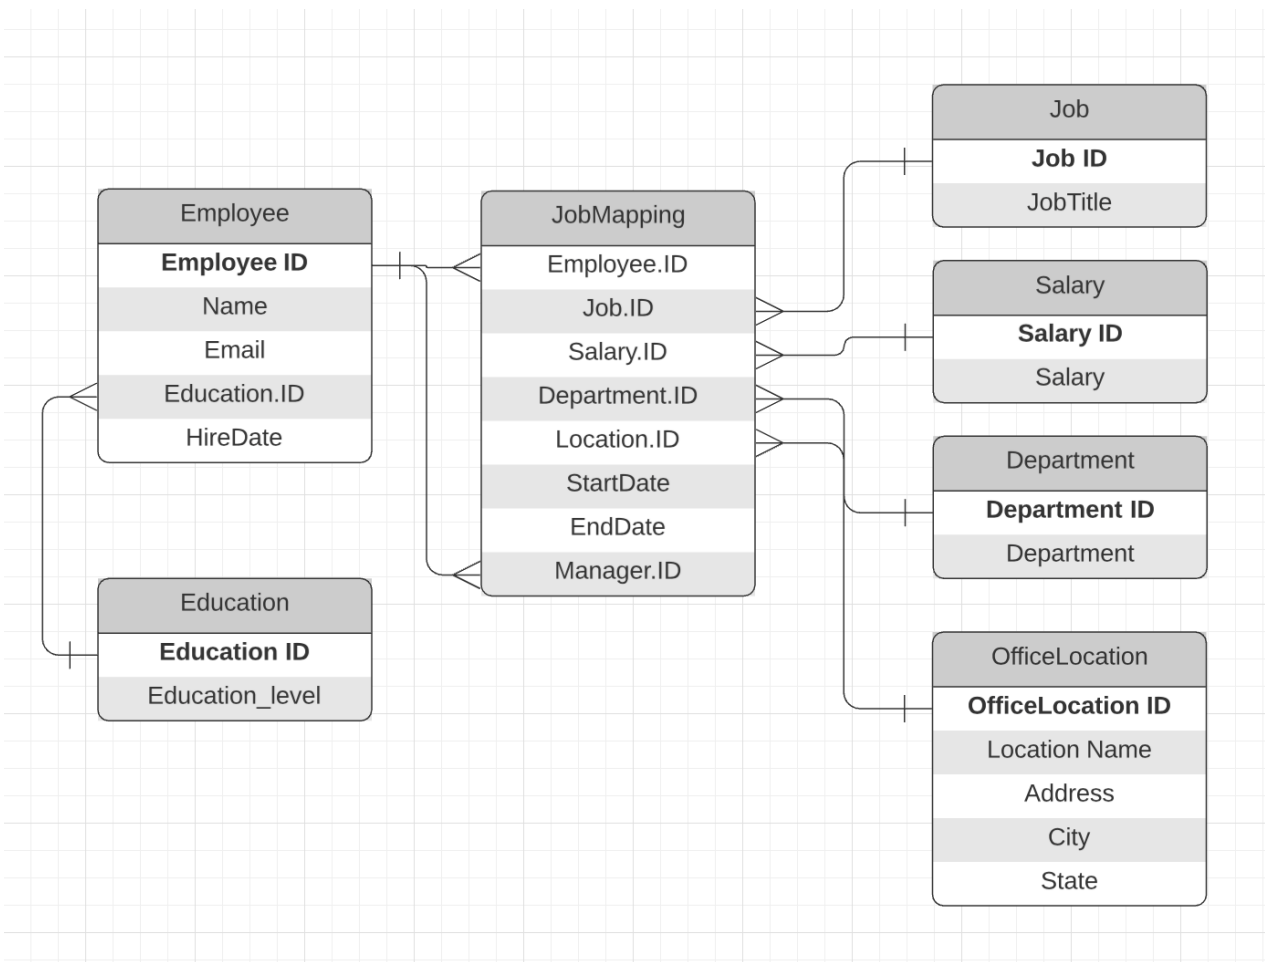 Employee
Employee ID
Name
Email
Education.ID
HireDate
Education
Education ID
Education_level
JobMapping
Employee.ID
Job.ID
Salary.ID
Department.ID
Location.ID
StartDate
EndDate
Manager.ID
Job
Job ID
JobTitle
Salary
Salary ID
Salary
Department
Department ID
Department
OfficeLocation
OfficeLocation ID
Location Name
Address
City
State